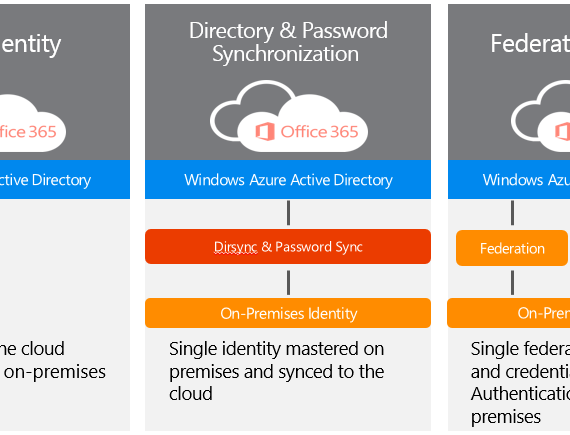 entity
ffice 365
ctive Directory
he cloud
on-premises
Directory & Password
Synchronization
Office 365
Windows Azure Active Directory
Dirsync & Password Sync
On-Premises Identity
Single identity mastered on
premises and synced to the
cloud
Federat
Windows Azu
Federation
On-Prem
Single federa
and credentia
Authenticatio
premises